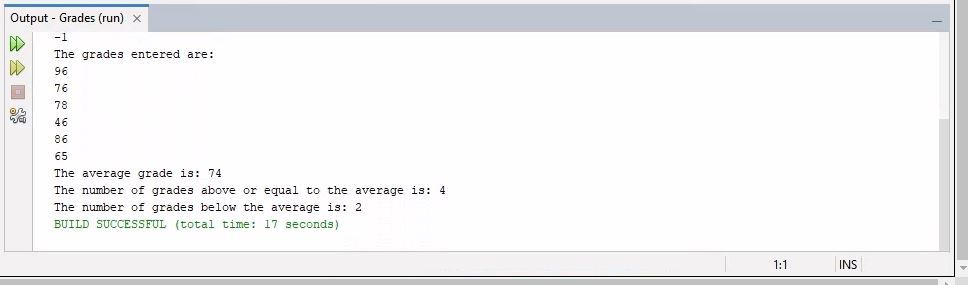 Output - Grades (run) ×
-1
The grades entered are:
96
76
78
46
86
65
The average grade is: 74
The number of grades above or equal to the average is: 4
The number of grades below the average is: 2
BUILD SUCCESSFUL (total time: 17 seconds)
1:1 INS